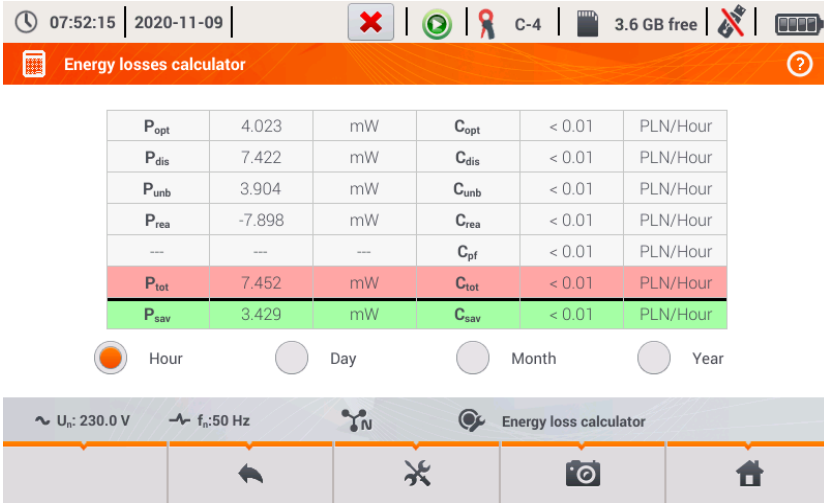 07:52:15 2020-11-09 C-4 3.6 GB free
Energy losses calculator ?
Popt 4.023 mW Copt < 0.01 PLN/Hour
Pdis 7.422 mW Cdis < 0.01 PLN/Hour
Punb 3.904 mW Cunb < 0.01 PLN/Hour
Prea -7.898 mW Crea < 0.01 PLN/Hour
--- --- --- Cpf < 0.01 PLN/Hour
Ptot 7.452 mW Ctot < 0.01 PLN/Hour
Psav 3.429 mW Csav < 0.01 PLN/Hour
Hour Day Month Year
Un: 230.0 V fn:50 Hz N Energy loss calculator